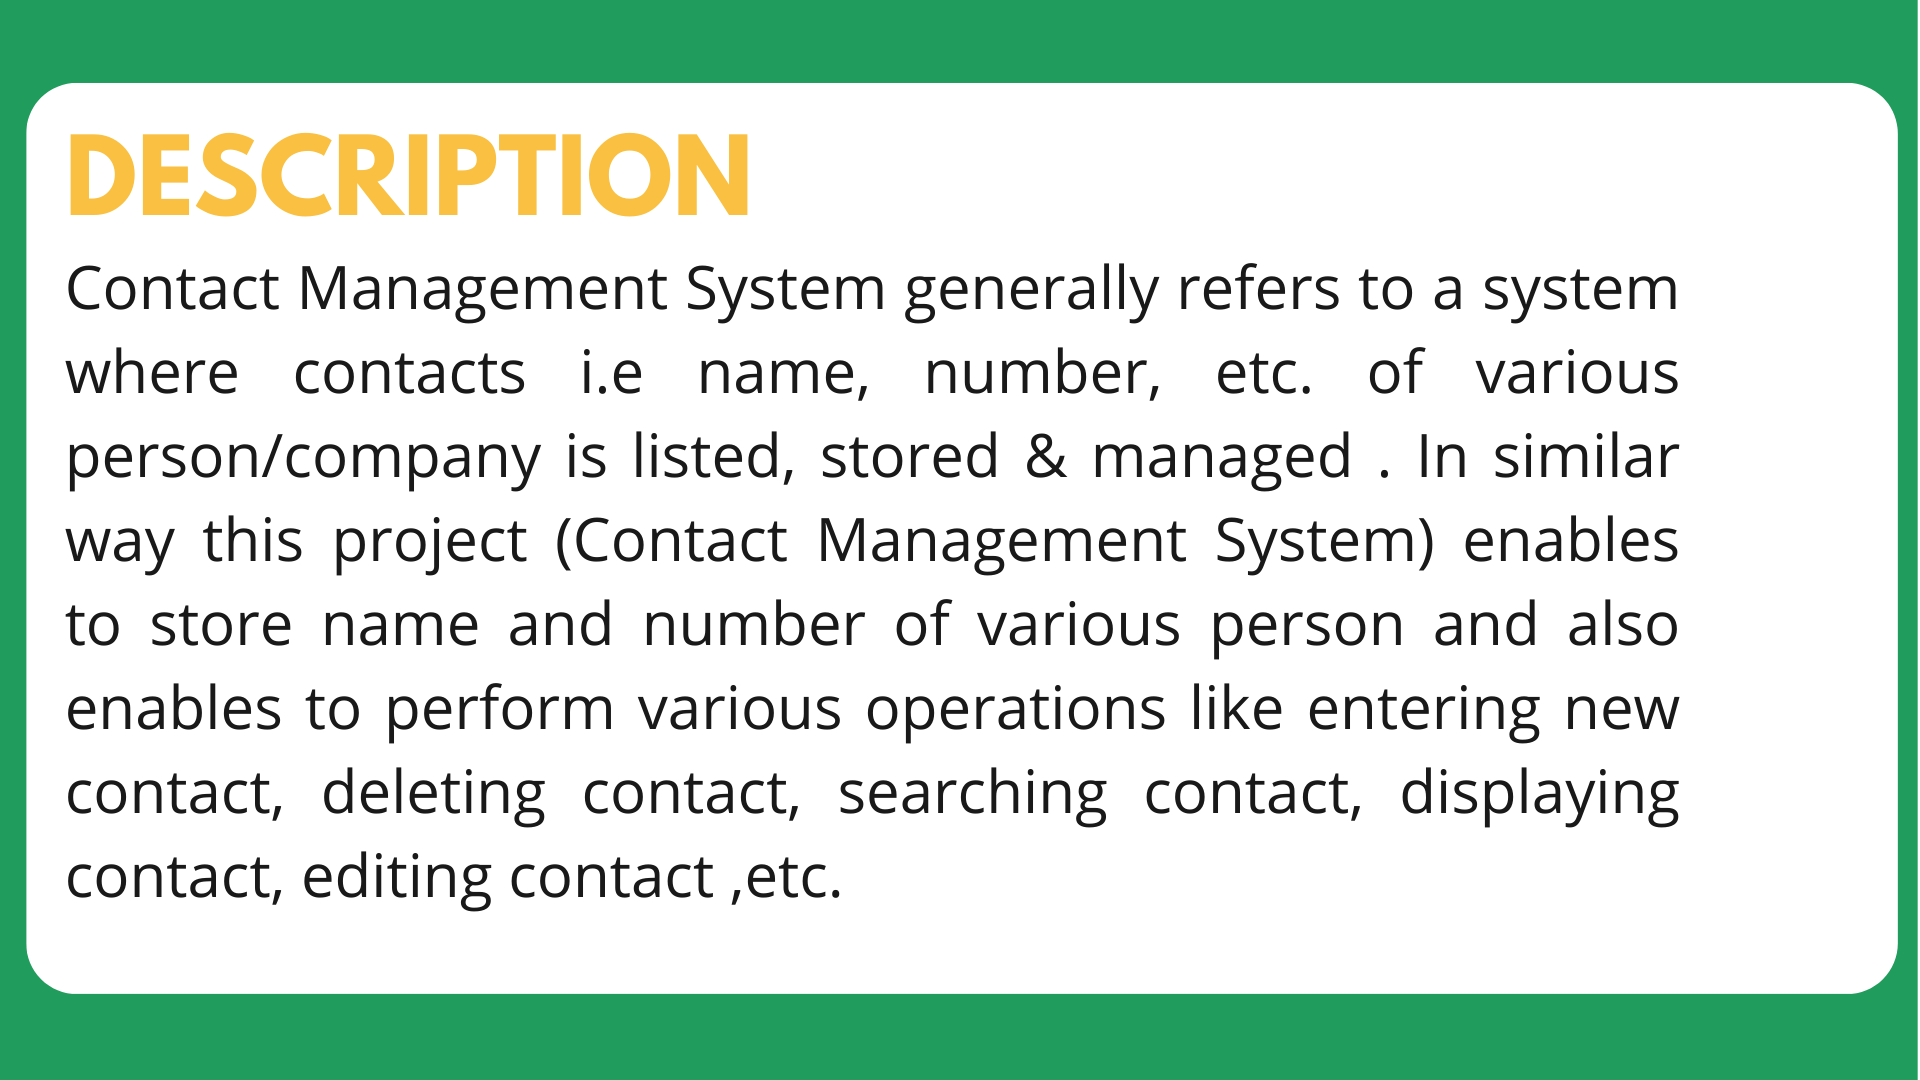 DESCRIPTION
Contact Management System generally refers to a system
where contacts i.e name, number, etc. of various
person/company is listed, stored & managed . In similar
way this project (Contact Management System) enables
to store name and number of various person and also
enables to perform various operations like entering new
contact, deleting contact, searching contact, displaying
contact, editing contact ,etc.